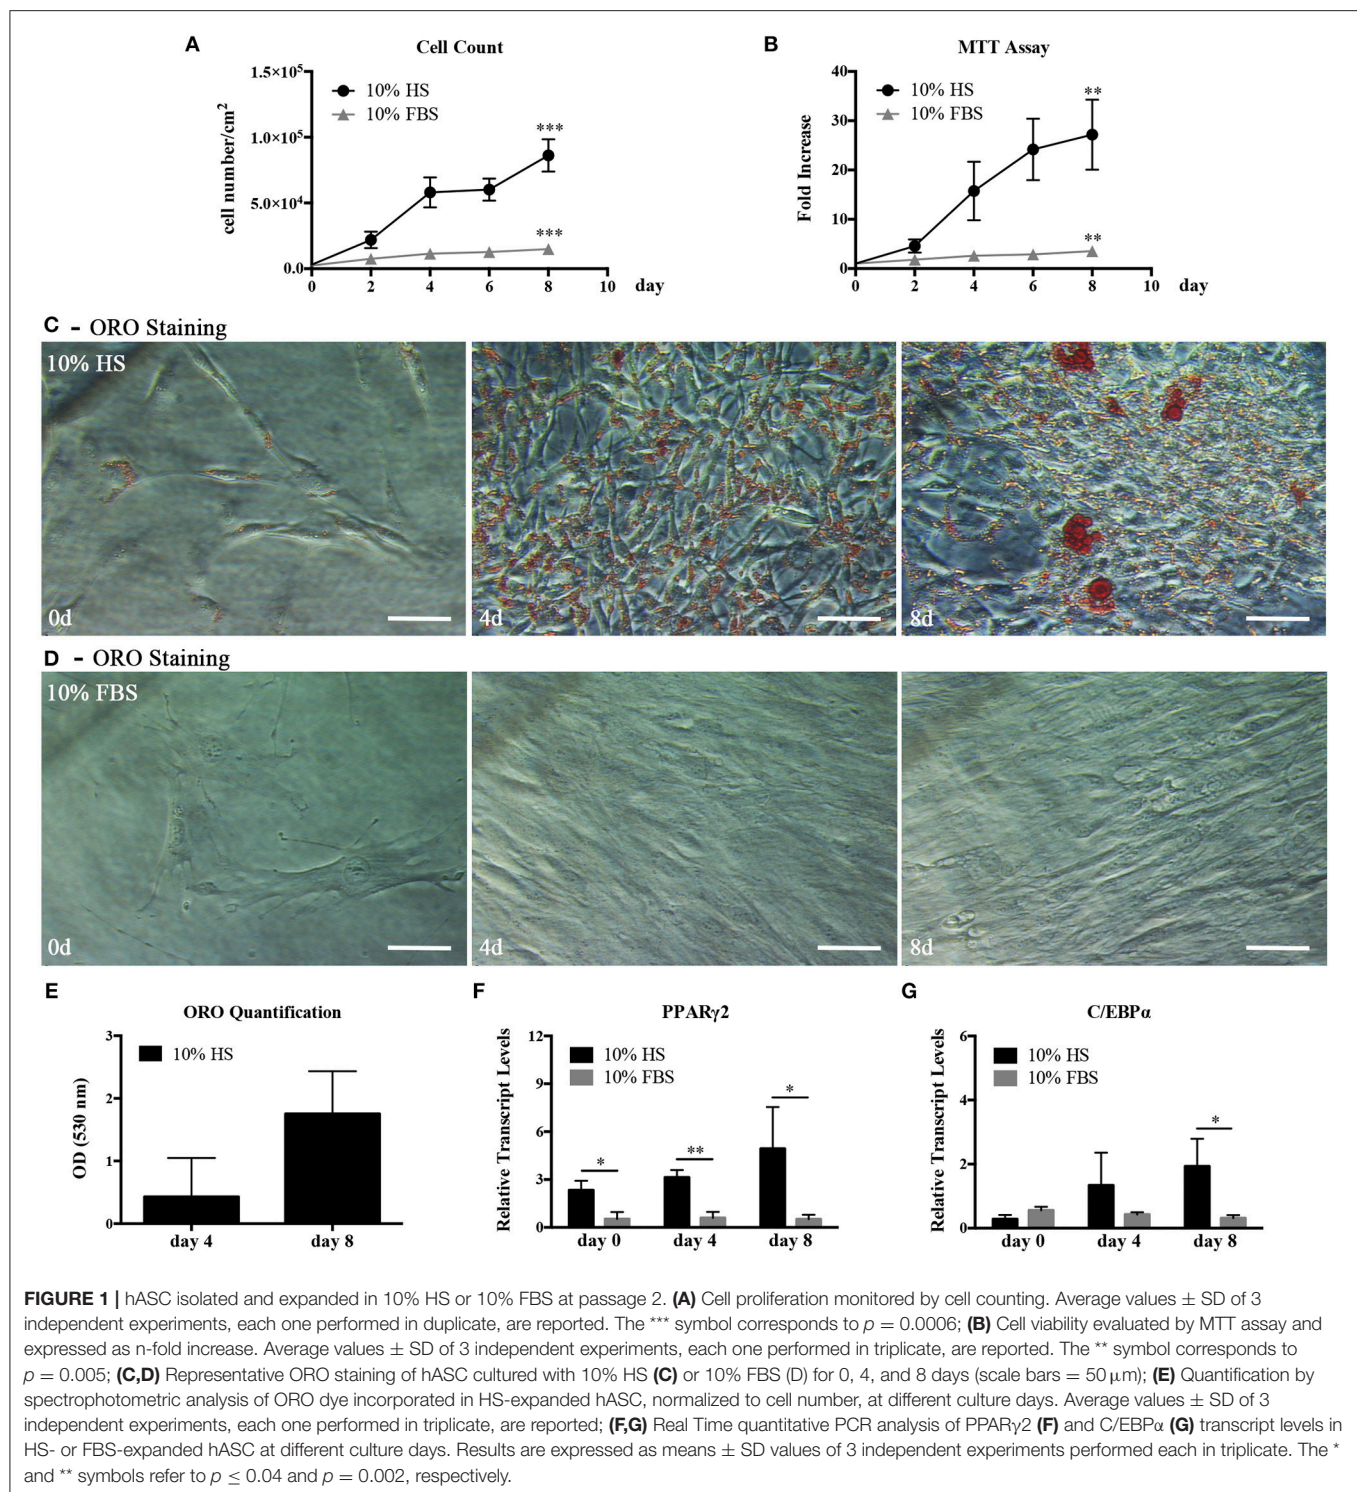 A
Cell Count
1.5×10⁵
1.0×10⁵
5.0×10⁴
0.0
cell number/cm²
10% HS
10% FBS
***
***
0 2 4 6 8 10 day
B
MTT Assay
40
30
20
10
0
Fold Increase
10% HS
10% FBS
**
**
0 2 4 6 8 10 day
C - ORO Staining
10% HS
0d
4d
8d
D - ORO Staining
10% FBS
0d
4d
8d
E
ORO Quantification
3
2
1
0
OD (530 nm)
10% HS
day 4 day 8
F
PPARγ2
12
9
6
3
0
Relative Transcript Levels
10% HS
10% FBS
*
**
*
day 0 day 4 day 8
G
C/EBPα
6
4
2
0
Relative Transcript Levels
10% HS
10% FBS
*
day 0 day 4 day 8
FIGURE 1 | hASC isolated and expanded in 10% HS or 10% FBS at passage 2. (A) Cell proliferation monitored by cell counting. Average values ± SD of 3
independent experiments, each one performed in duplicate, are reported. The *** symbol corresponds to p = 0.0006; (B) Cell viability evaluated by MTT assay and
expressed as n-fold increase. Average values ± SD of 3 independent experiments, each one performed in triplicate, are reported. The ** symbol corresponds to
p = 0.005; (C,D) Representative ORO staining of hASC cultured with 10% HS (C) or 10% FBS (D) for 0, 4, and 8 days (scale bars = 50 μm); (E) Quantification by
spectrophotometric analysis of ORO dye incorporated in HS-expanded hASC, normalized to cell number, at different culture days. Average values ± SD of 3
independent experiments, each one performed in triplicate, are reported; (F,G) Real Time quantitative PCR analysis of PPARγ2 (F) and C/EBPα (G) transcript levels in
HS- or FBS-expanded hASC at different culture days. Results are expressed as means ± SD values of 3 independent experiments performed each in triplicate. The *
and ** symbols refer to p ≤ 0.04 and p = 0.002, respectively.